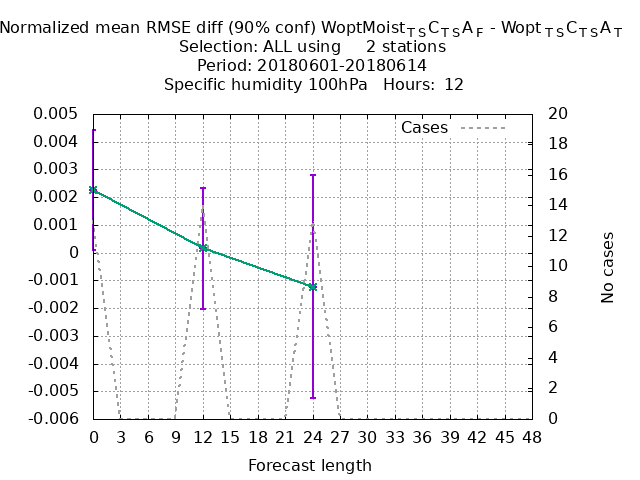 Normalized mean RMSE diff (90% conf) WoptMoist_TSC_TSA_F - Wopt_TSC_TSA_T
Selection: ALL using     2 stations
Period: 20180601-20180614
Specific humidity 100hPa   Hours: 12
Cases
0.005
0.004
0.003
0.002
0.001
0
-0.001
-0.002
-0.003
-0.004
-0.005
-0.006
20
18
16
14
12
10
8
6
4
2
0
No cases
0 3 6 9 12 15 18 21 24 27 30 33 36 39 42 45 48
Forecast length